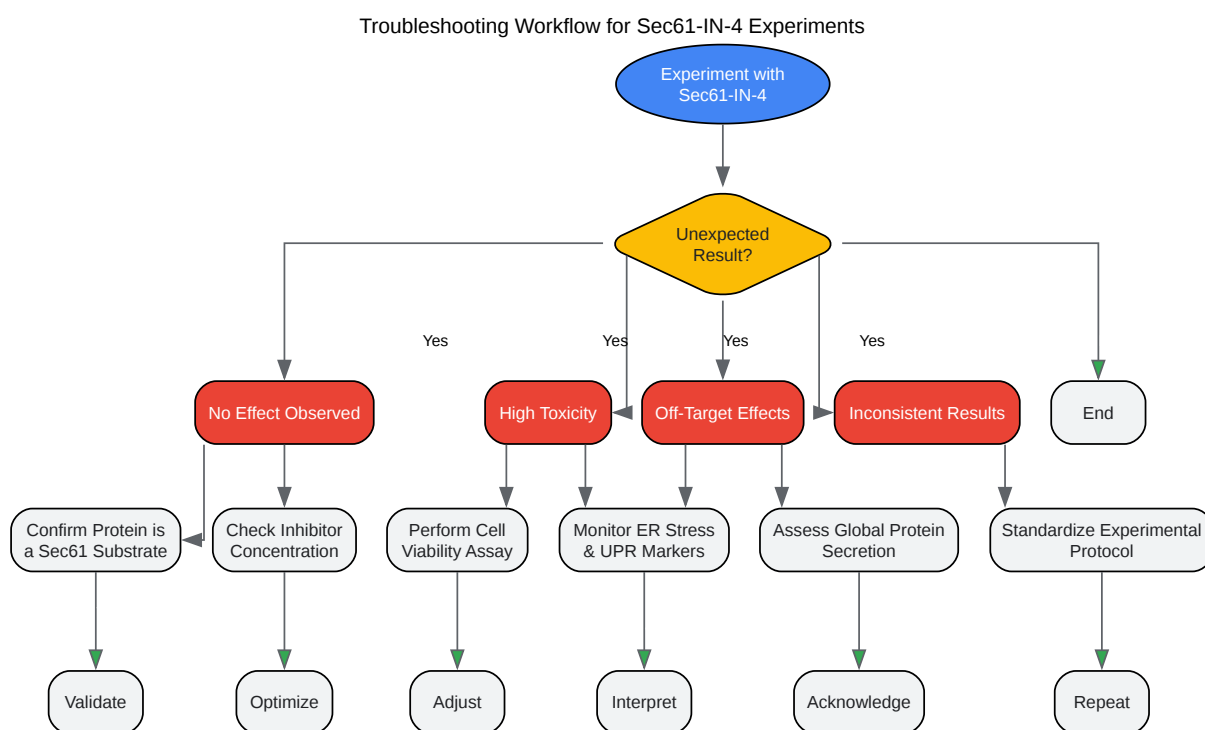 Troubleshooting Workflow for Sec61-IN-4 Experiments
Experiment with
Sec61-IN-4
Unexpected
Result?
Yes
Yes
Yes
Yes
No Effect Observed
High Toxicity
Off-Target Effects
Inconsistent Results
End
Confirm Protein is
a Sec61 Substrate
Check Inhibitor
Concentration
Perform Cell
Viability Assay
Monitor ER Stress
& UPR Markers
Assess Global Protein
Secretion
Standardize Experimental
Protocol
Validate
Optimize
Adjust
Interpret
Acknowledge
Repeat